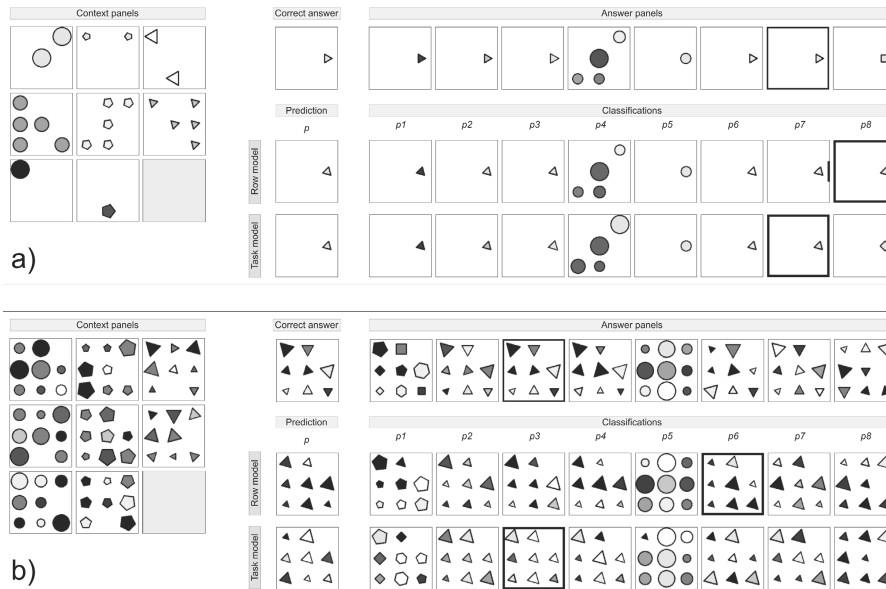 Context panels
Correct answer
Answer panels
Prediction
Classifications
p
p1
p2
p3
p4
p5
p6
p7
p8
Row model
Task model
a)
Context panels
Correct answer
Answer panels
Prediction
Classifications
p
p1
p2
p3
p4
p5
p6
p7
p8
Row model
Task model
b)